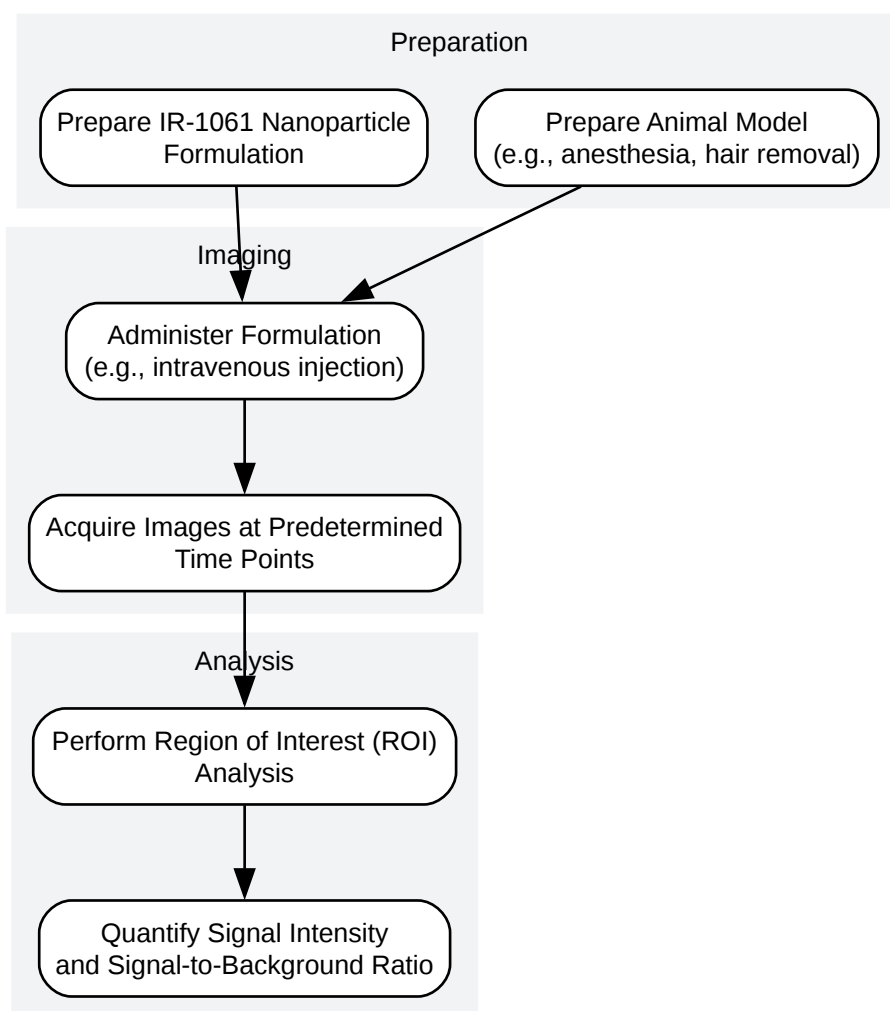 Preparation
Prepare IR-1061 Nanoparticle
Formulation
Prepare Animal Model
(e.g., anesthesia, hair removal)
Imaging
Administer Formulation
(e.g., intravenous injection)
Acquire Images at Predetermined
Time Points
Analysis
Perform Region of Interest (ROI)
Analysis
Quantify Signal Intensity
and Signal-to-Background Ratio